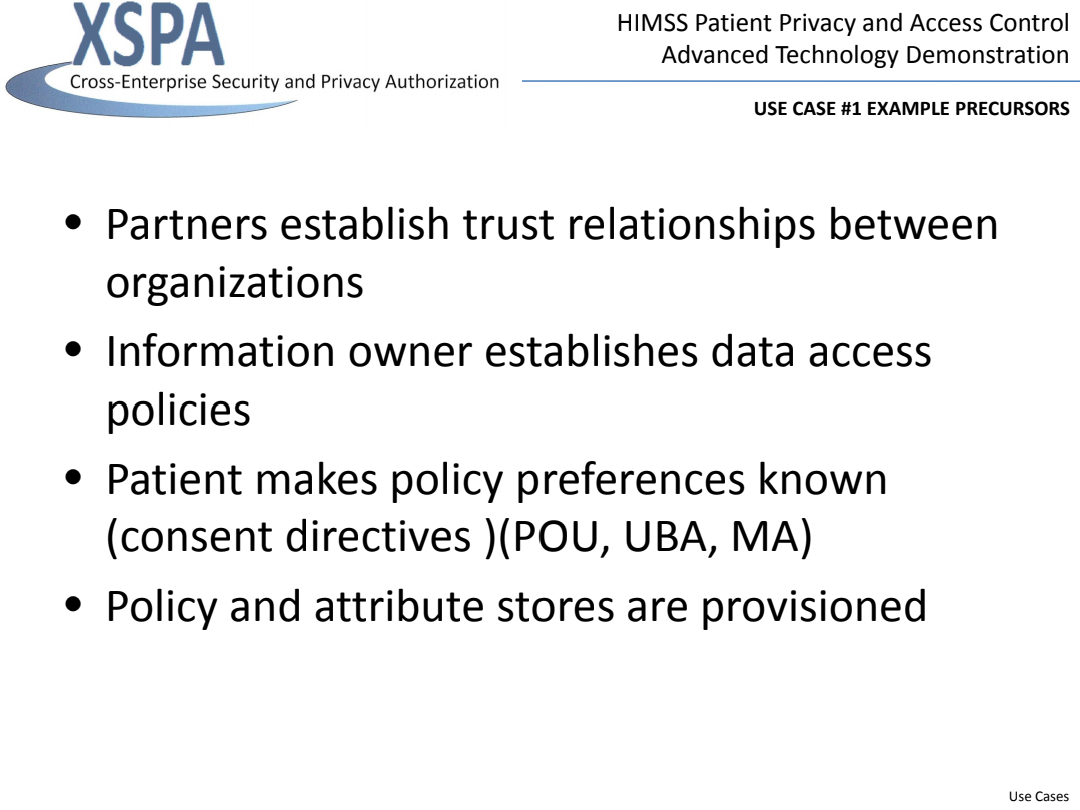 XSPA
Cross-Enterprise Security and Privacy Authorization
HIMSS Patient Privacy and Access Control
Advanced Technology Demonstration
USE CASE #1 EXAMPLE PRECURSORS
• Partners establish trust relationships between
organizations
• Information owner establishes data access
policies
• Patient makes policy preferences known
(consent directives )(POU, UBA, MA)
• Policy and attribute stores are provisioned
Use Cases